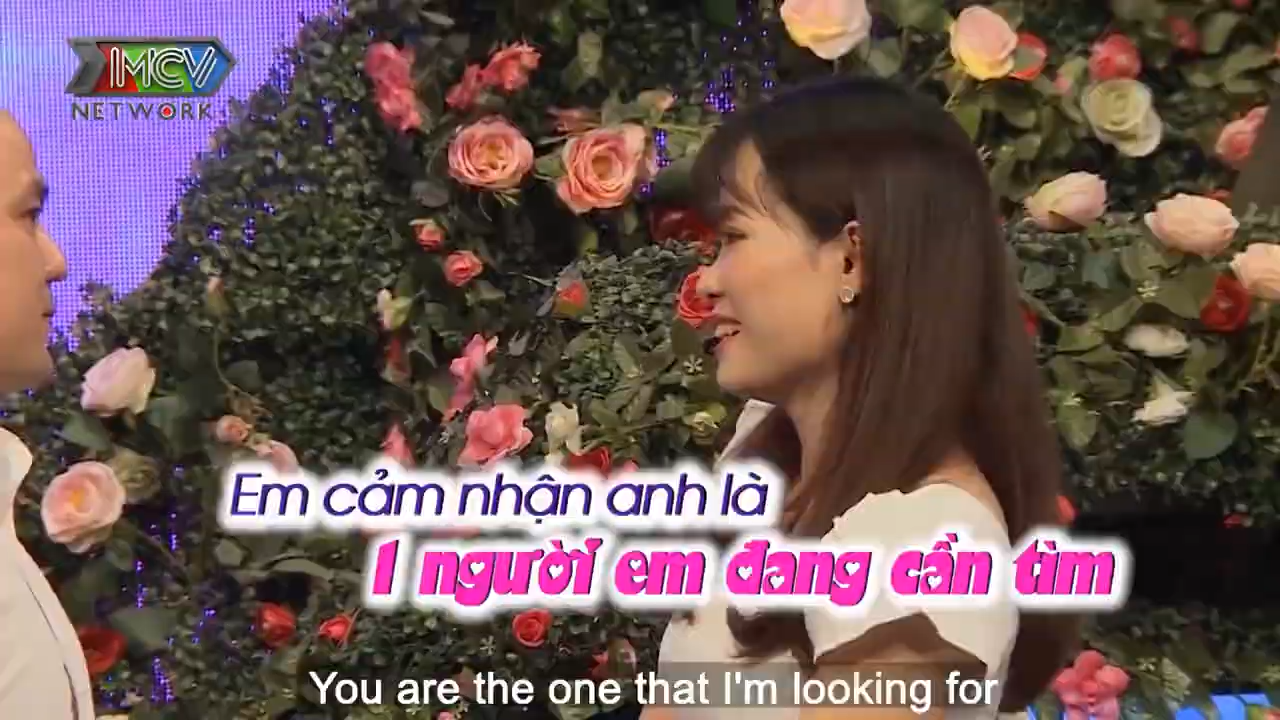 MCV
NETWORK
Em cảm nhận anh là
1 người em đang cần tìm
You are the one that I'm looking for